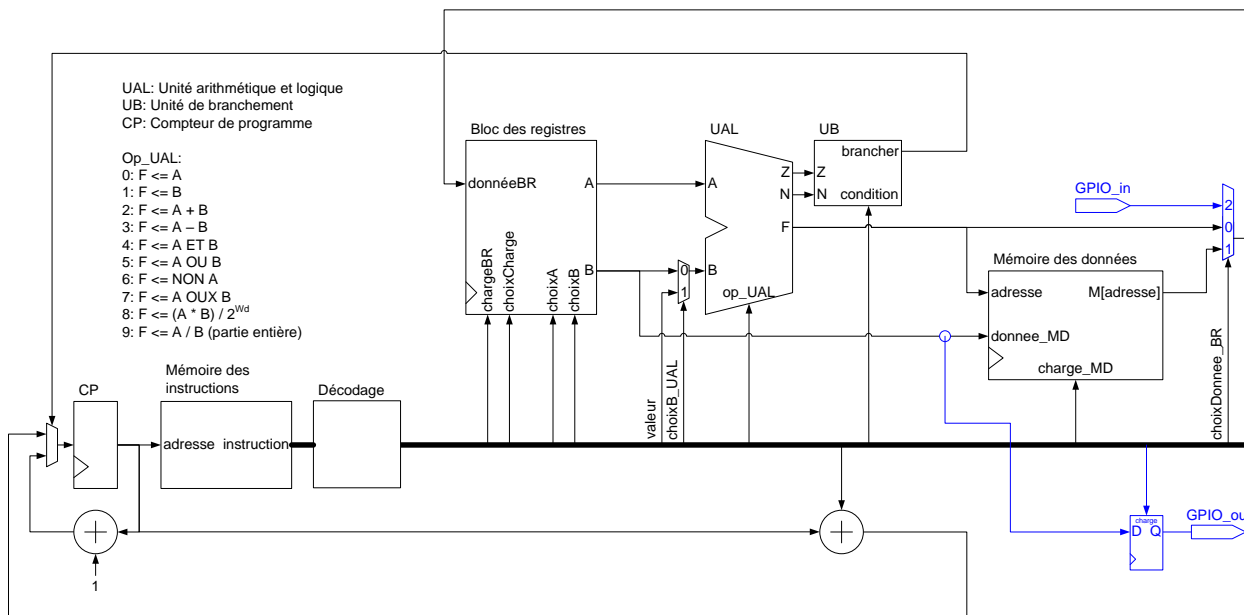 UAL: Unité arithmétique et logique
UB: Unité de branchement
CP: Compteur de programme
Op_UAL:
0: F <= A
1: F <= B
2: F <= A + B
3: F <= A – B
4: F <= A ET B
5: F <= A OU B
6: F <= NON A
7: F <= A OUX B
8: F <= (A * B) / 2^Wd
9: F <= A / B (partie entière)
Bloc des registres
donnéeBR
A
B
chargeBR
choixCharge
choixA
choixB
0
1
valeur
choixB_UAL
UAL
A
B
Z
N
F
op_UAL
UB
brancher
Z
N
condition
GPIO_in
2
0
1
choixDonnee_BR
Mémoire des données
adresse
M[adresse]
donnee_MD
charge_MD
CP
Mémoire des
instructions
adresse instruction
Décodage
1
charge
D Q
GPIO_ou